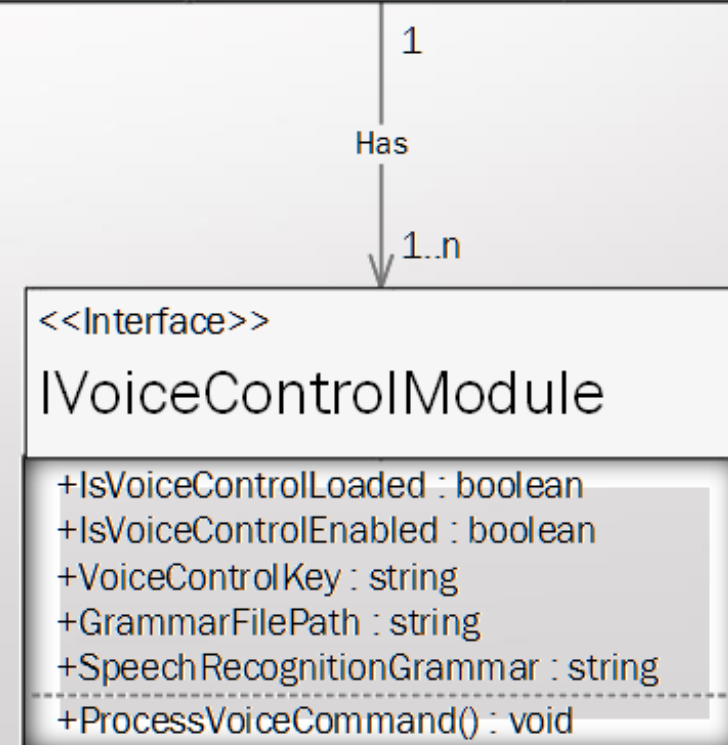 1
Has
1..n
<<Interface>>
IVoiceControlModule
+IsVoiceControlLoaded : boolean
+IsVoiceControlEnabled : boolean
+VoiceControlKey : string
+GrammarFilePath : string
+SpeechRecognitionGrammar : string
+ProcessVoiceCommand() : void